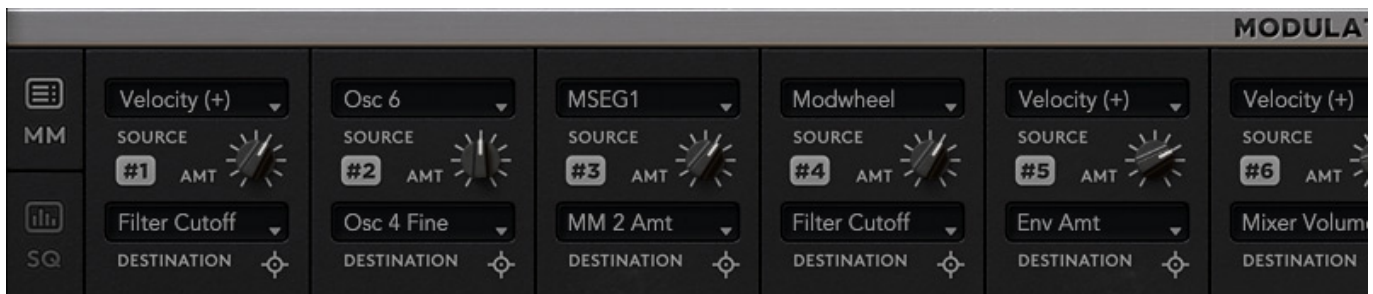 MODULAT
MM
SQ
Velocity (+)
SOURCE
#1 AMT
Filter Cutoff
DESTINATION
Osc 6
SOURCE
#2 AMT
Osc 4 Fine
DESTINATION
MSEG1
SOURCE
#3 AMT
MM 2 Amt
DESTINATION
Modwheel
SOURCE
#4 AMT
Filter Cutoff
DESTINATION
Velocity (+)
SOURCE
#5 AMT
Env Amt
DESTINATION
Velocity (+)
SOURCE
#6 AMT
Mixer Volum
DESTINATION